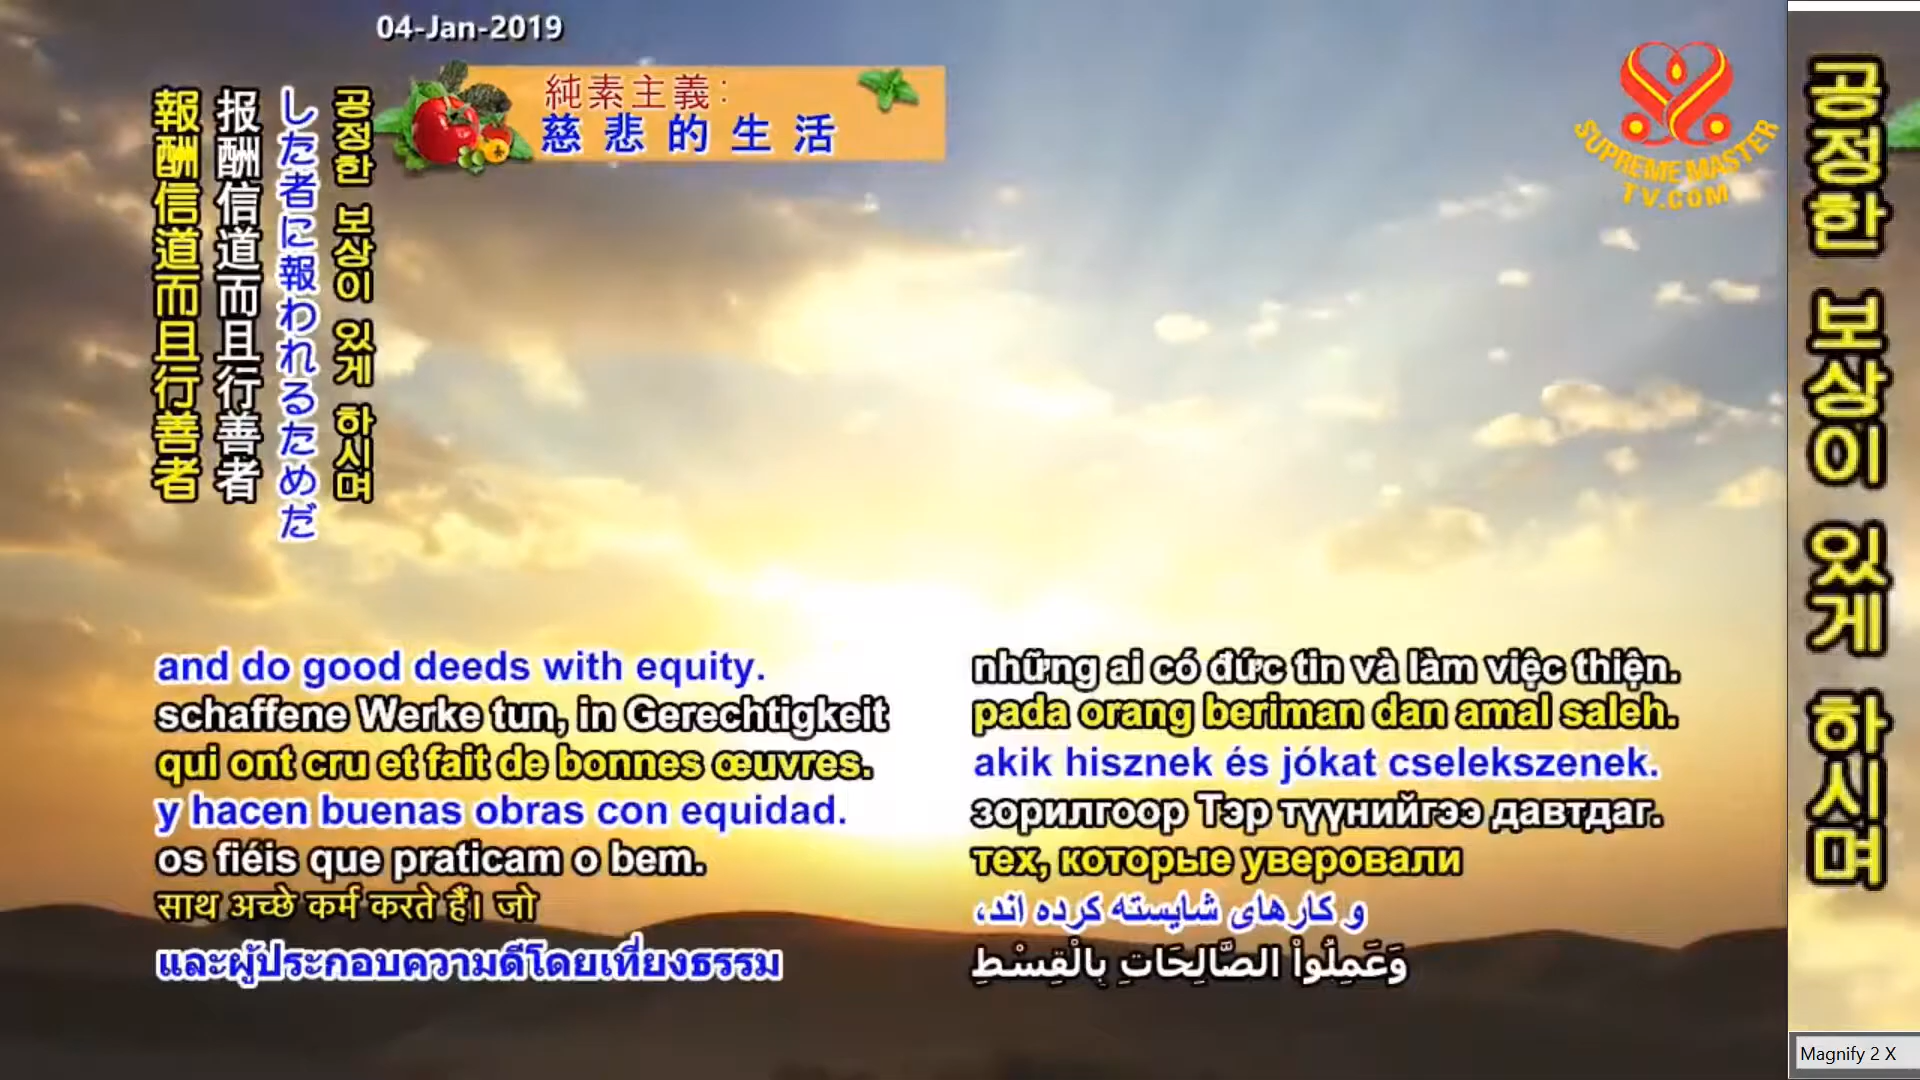 04-Jan-2019
純素主義:
慈悲的生活
SUPREME MASTER
TV.COM
공정한 보상이 있게 하시며
した者に報われるためだ
报酬信道而且行善者
報酬信道而且行善者
and do good deeds with equity.
schaffene Werke tun, in Gerechtigkeit
qui ont cru et fait de bonnes œuvres.
y hacen buenas obras con equidad.
os fiéis que praticam o bem.
साथ अच्छे कर्म करते हैं। जो
และผู้ประกอบความดีโดยเที่ยงธรรม
những ai có đức tin và làm việc thiện.
pada orang beriman dan amal saleh.
akik hisznek és jókat cselekszenek.
зорилгоор Тэр түүнийгээ давтдаг.
тех, которые уверовали
و کارهای شایسته کرده اند،
وَعَمِلُواْ الصَّالِحَاتِ بِالْقِسْطِ
공정한 보상이 있게 하시며
Magnify 2 X